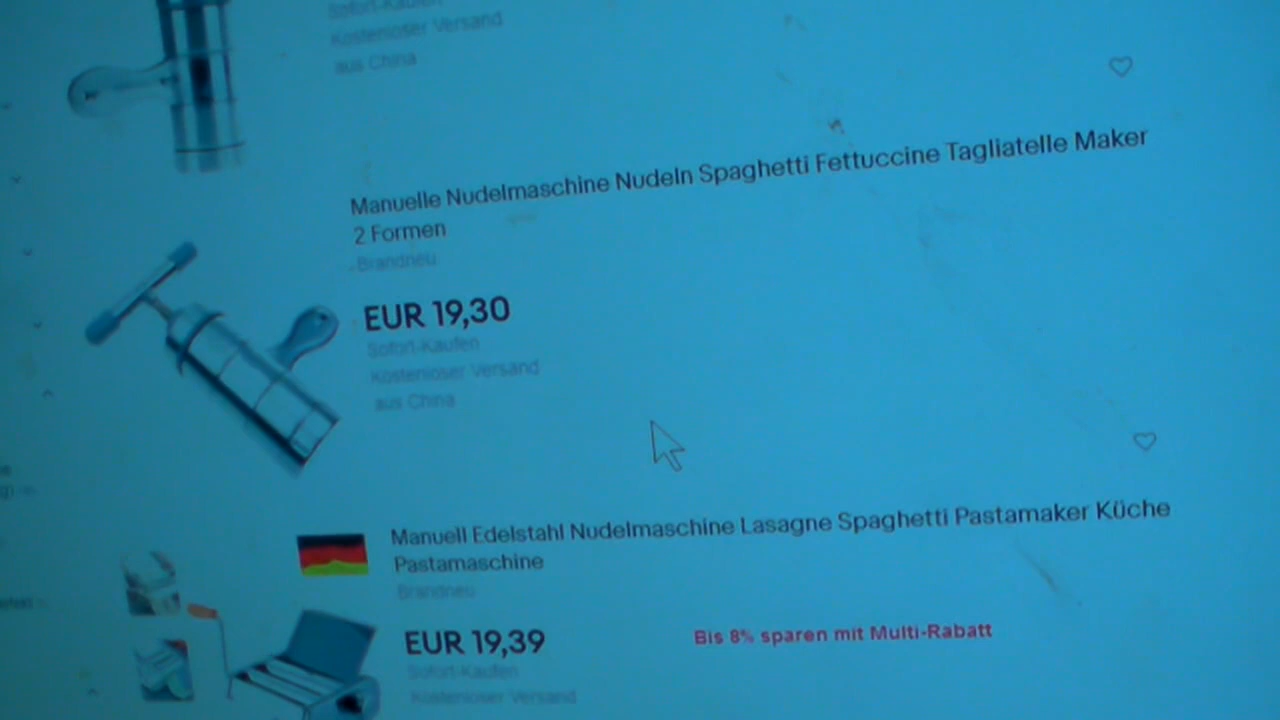 Sofort-Kaufen
Kostenloser Versand
aus China
Manuelle Nudelmaschine Nudeln Spaghetti Fettuccine Tagliatelle Maker
2 Formen
Brandneu
EUR 19,30
Sofort-Kaufen
Kostenloser Versand
aus China
Manuell Edelstahl Nudelmaschine Lasagne Spaghetti Pastamaker Küche
Pastamaschine
Brandneu
EUR 19,39
Bis 8% sparen mit Multi-Rabatt
Sofort-Kaufen
Kostenloser Versand